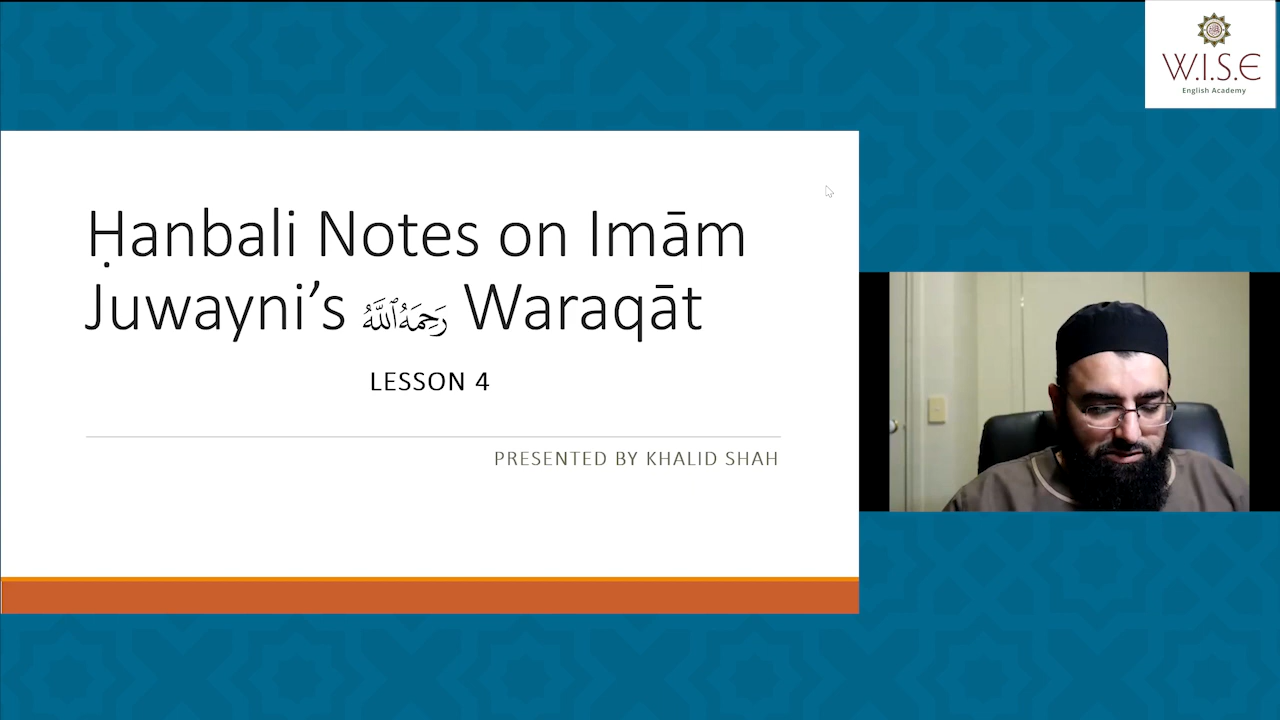 Ḥanbali Notes on Imām
Juwayni’s رَحِمَهُ ٱللَّٰهُ Waraqāt
LESSON 4
PRESENTED BY KHALID SHAH
W.I.S.E
English Academy